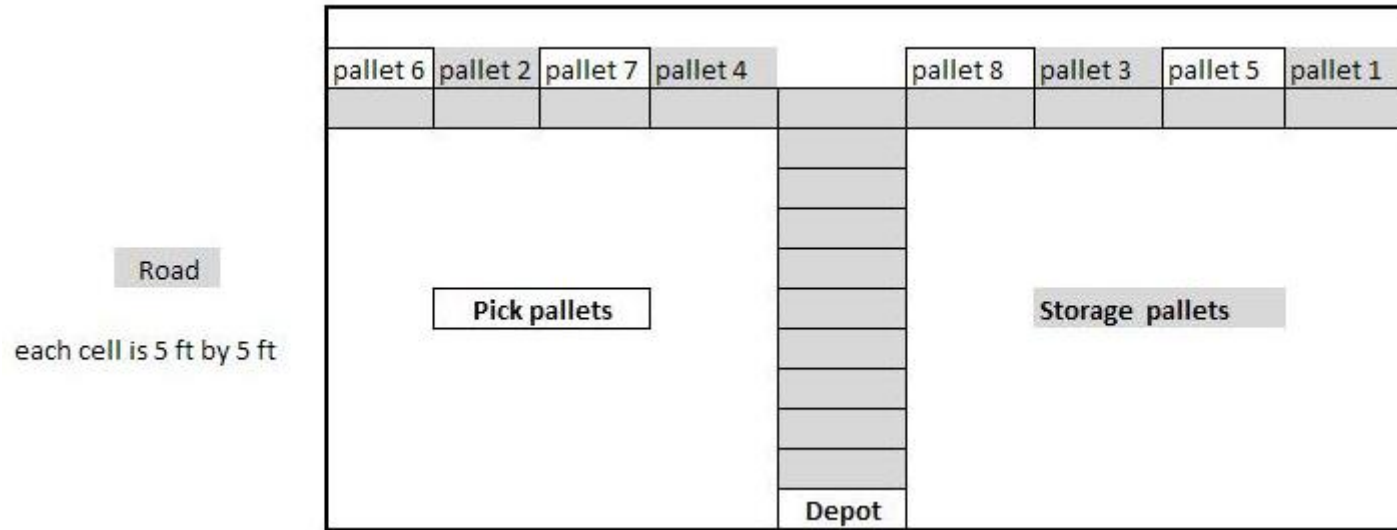 pallet 6 pallet 2 pallet 7 pallet 4 pallet 8 pallet 3 pallet 5 pallet 1
Road
Pick pallets
Storage pallets
each cell is 5 ft by 5 ft
Depot